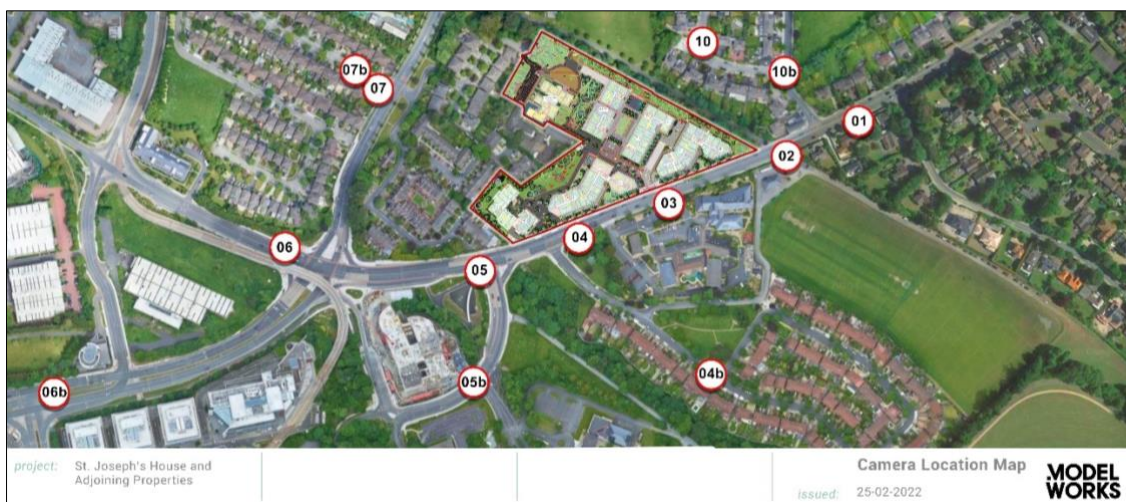 10
07b
07
10b
01
02
03
04
06
05
04b
05b
06b
project: St. Joseph's House and
Adjoining Properties
Camera Location Map
issued: 25-02-2022
MODEL
WORKS